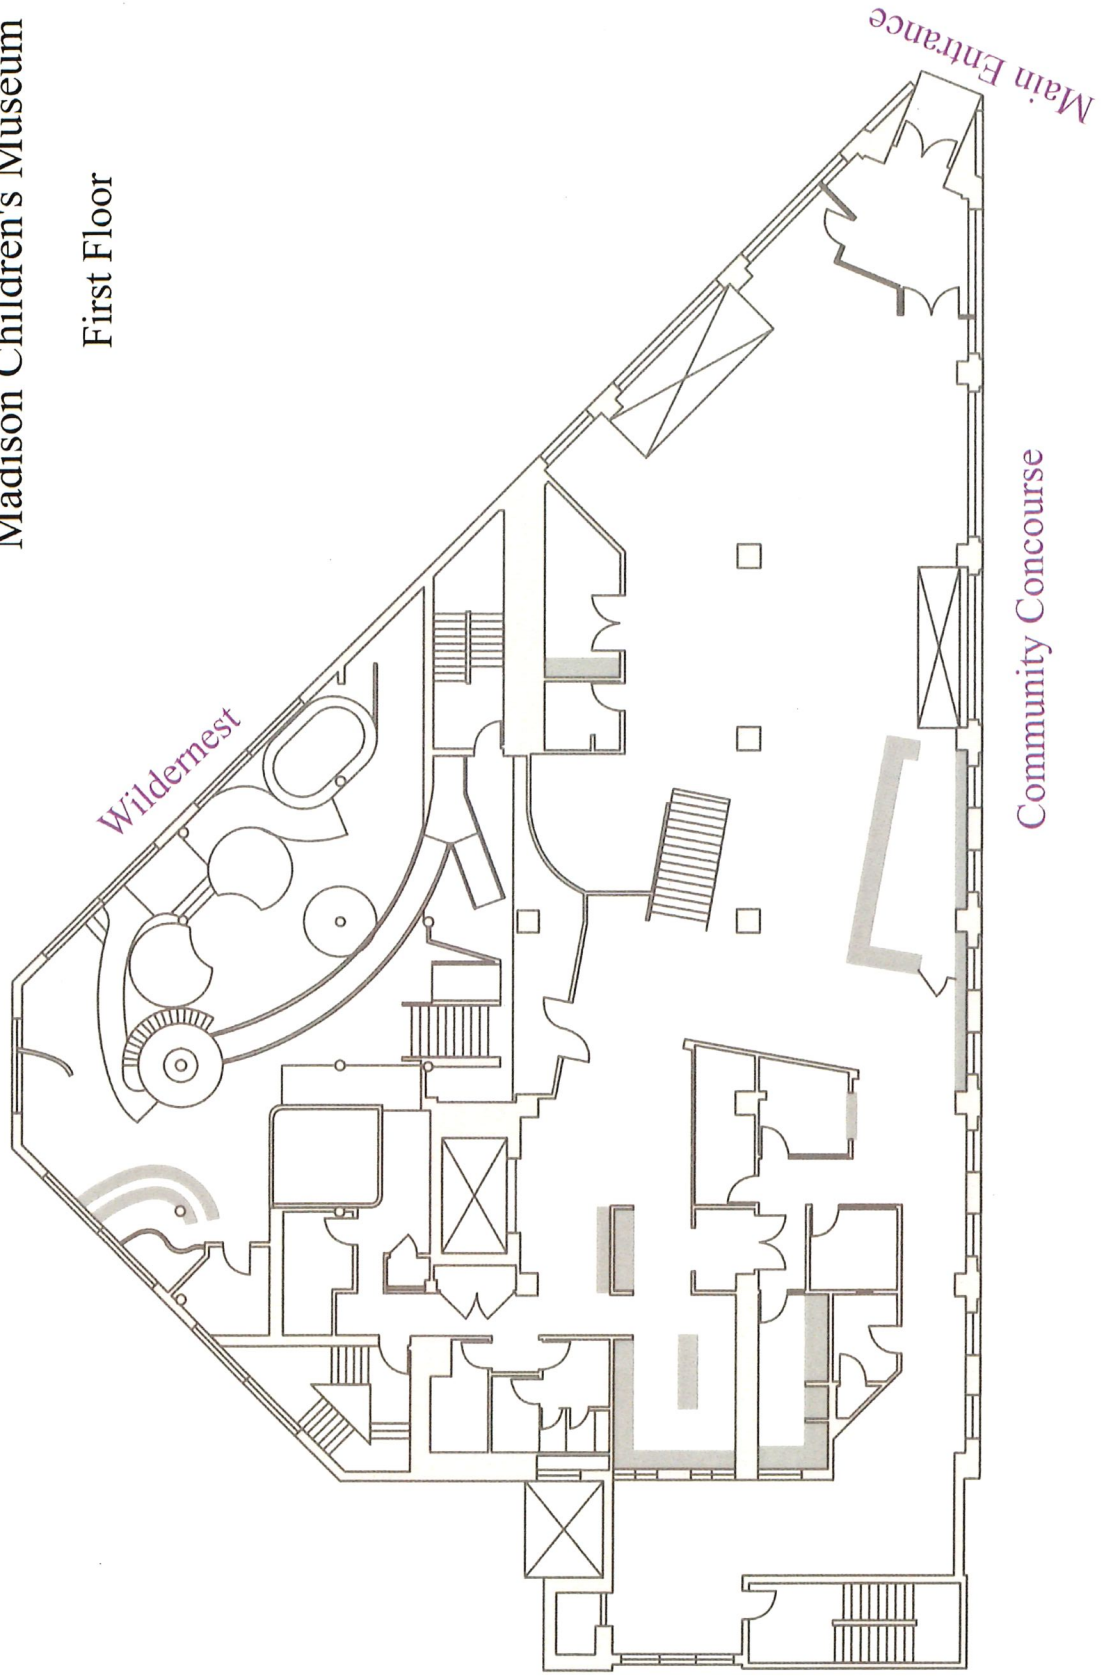 Madison Children's Museum
First Floor
Wildernest
Community Concourse
Main Entrance